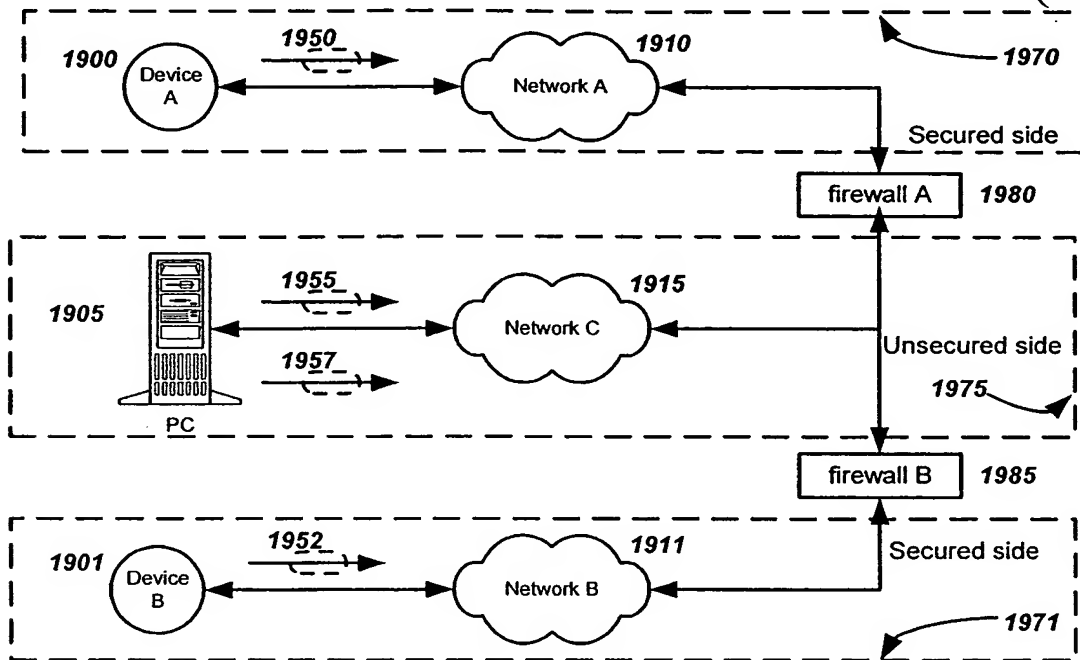 1950
1910
1900
Device
A
Network A
1970
Secured side
firewall A
1980
1955
1915
1905
Network C
Unsecured side
1957
1975
PC
firewall B
1985
1952
1911
1901
Device
B
Network B
Secured side
1971